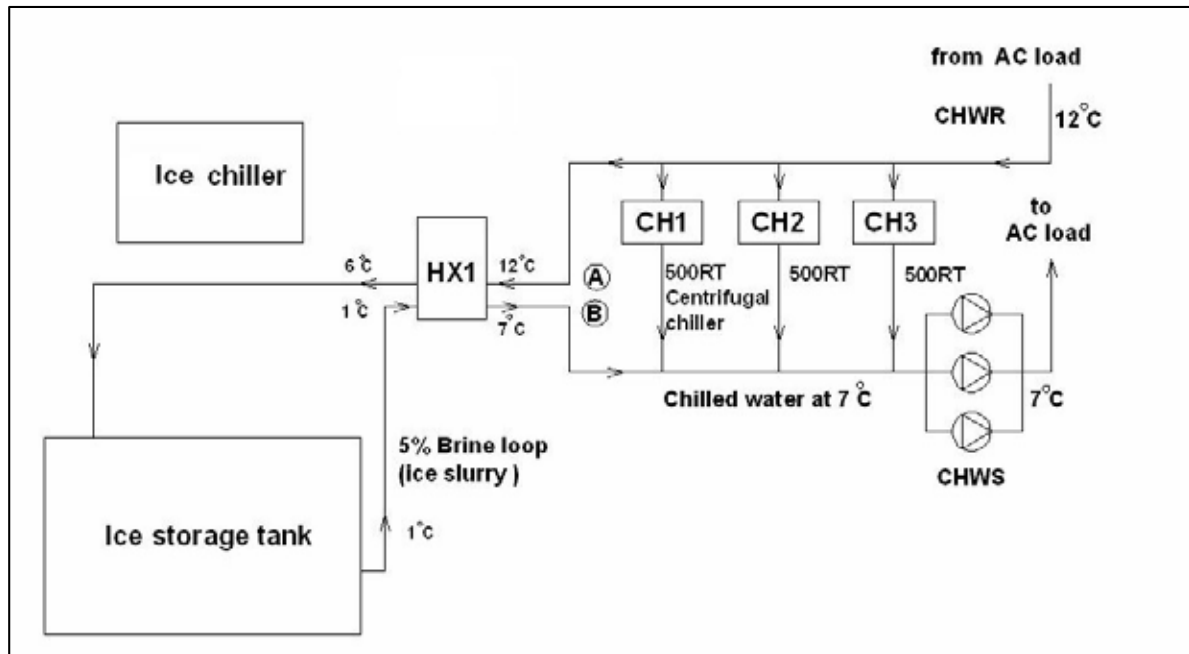 from AC load
CHWR
12°C
Ice chiller
CH1
CH2
CH3
to
AC load
HX1
6°C
12°C
A
1°C
7°C
B
500RT
Centrifugal
chiller
500RT
500RT
Chilled water at 7°C
7°C
CHWS
5% Brine loop
(ice slurry )
1°C
Ice storage tank